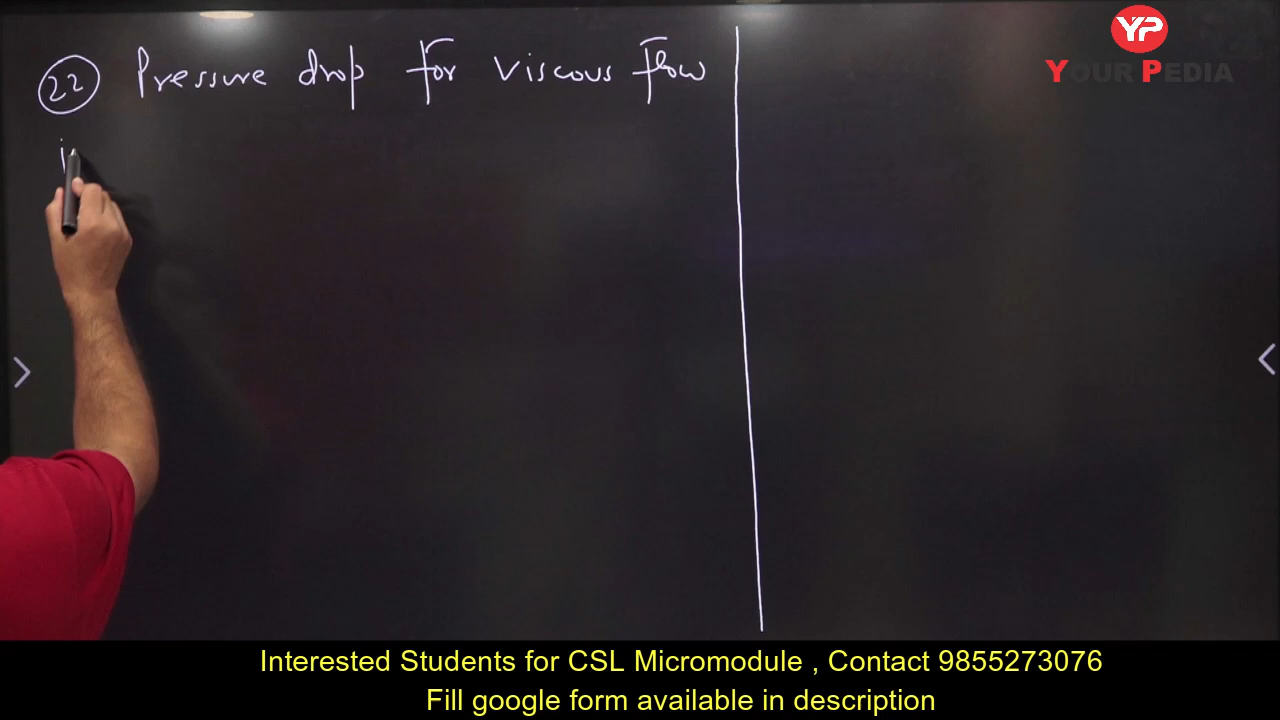 22 Pressure drop for viscous flow
i
YP
YOUR PEDIA
Interested Students for CSL Micromodule , Contact 9855273076
Fill google form available in description